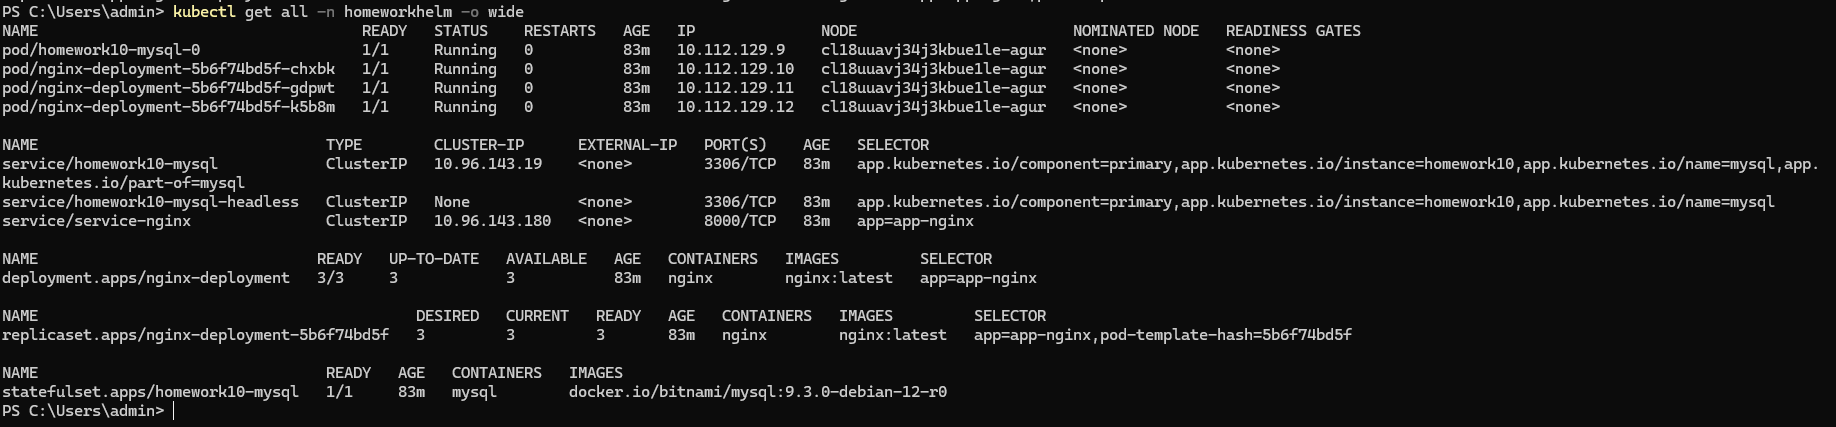 PS C:\Users\admin> kubectl get all -n homeworkhelm -o wide
NAME                                    READY   STATUS    RESTARTS   AGE   IP              NODE                        NOMINATED NODE   READINESS GATES
pod/homework10-mysql-0                  1/1     Running   0          83m   10.112.129.9    cl18uuavj34j3kbue1le-agur   <none>           <none>
pod/nginx-deployment-5b6f74bd5f-chxbk   1/1     Running   0          83m   10.112.129.10   cl18uuavj34j3kbue1le-agur   <none>           <none>
pod/nginx-deployment-5b6f74bd5f-gdpwt   1/1     Running   0          83m   10.112.129.11   cl18uuavj34j3kbue1le-agur   <none>           <none>
pod/nginx-deployment-5b6f74bd5f-k5b8m   1/1     Running   0          83m   10.112.129.12   cl18uuavj34j3kbue1le-agur   <none>           <none>
NAME                                TYPE        CLUSTER-IP      EXTERNAL-IP   PORT(S)    AGE   SELECTOR
service/homework10-mysql            ClusterIP   10.96.143.19    <none>        3306/TCP   83m   app.kubernetes.io/component=primary,app.kubernetes.io/instance=homework10,app.kubernetes.io/name=mysql,app.
kubernetes.io/part-of=mysql
service/homework10-mysql-headless   ClusterIP   None            <none>        3306/TCP   83m   app.kubernetes.io/component=primary,app.kubernetes.io/instance=homework10,app.kubernetes.io/name=mysql
service/service-nginx               ClusterIP   10.96.143.180   <none>        8000/TCP   83m   app=app-nginx
NAME                               READY   UP-TO-DATE   AVAILABLE   AGE   CONTAINERS   IMAGES         SELECTOR
deployment.apps/nginx-deployment   3/3     3            3           83m   nginx        nginx:latest   app=app-nginx
NAME                                          DESIRED   CURRENT   READY   AGE   CONTAINERS   IMAGES         SELECTOR
replicaset.apps/nginx-deployment-5b6f74bd5f   3         3         3       83m   nginx        nginx:latest   app=app-nginx,pod-template-hash=5b6f74bd5f
NAME                                READY   AGE   CONTAINERS   IMAGES
statefulset.apps/homework10-mysql   1/1     83m   mysql        docker.io/bitnami/mysql:9.3.0-debian-12-r0
PS C:\Users\admin>